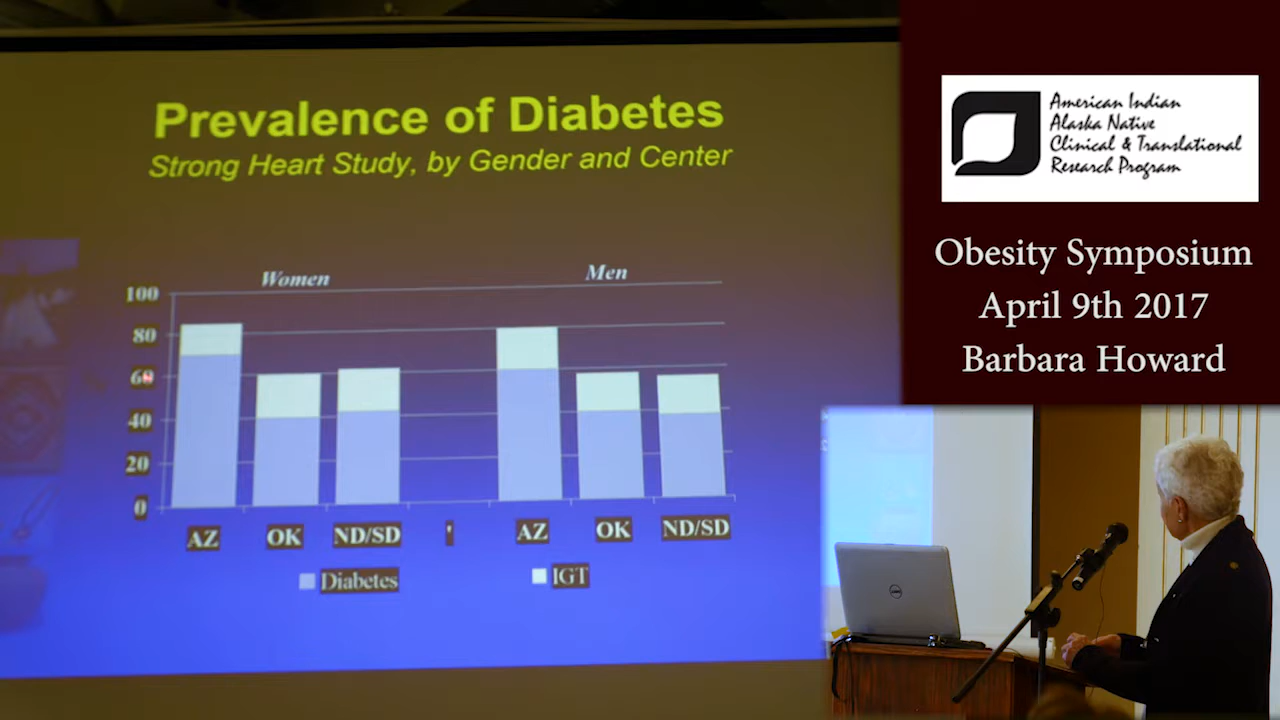 Prevalence of Diabetes
Strong Heart Study, by Gender and Center
Women
Men
100
80
60
40
20
0
AZ
OK
ND/SD
'
AZ
OK
ND/SD
Diabetes
IGT
American Indian
Alaska Native
Clinical & Translational
Research Program
Obesity Symposium
April 9th 2017
Barbara Howard
DELL